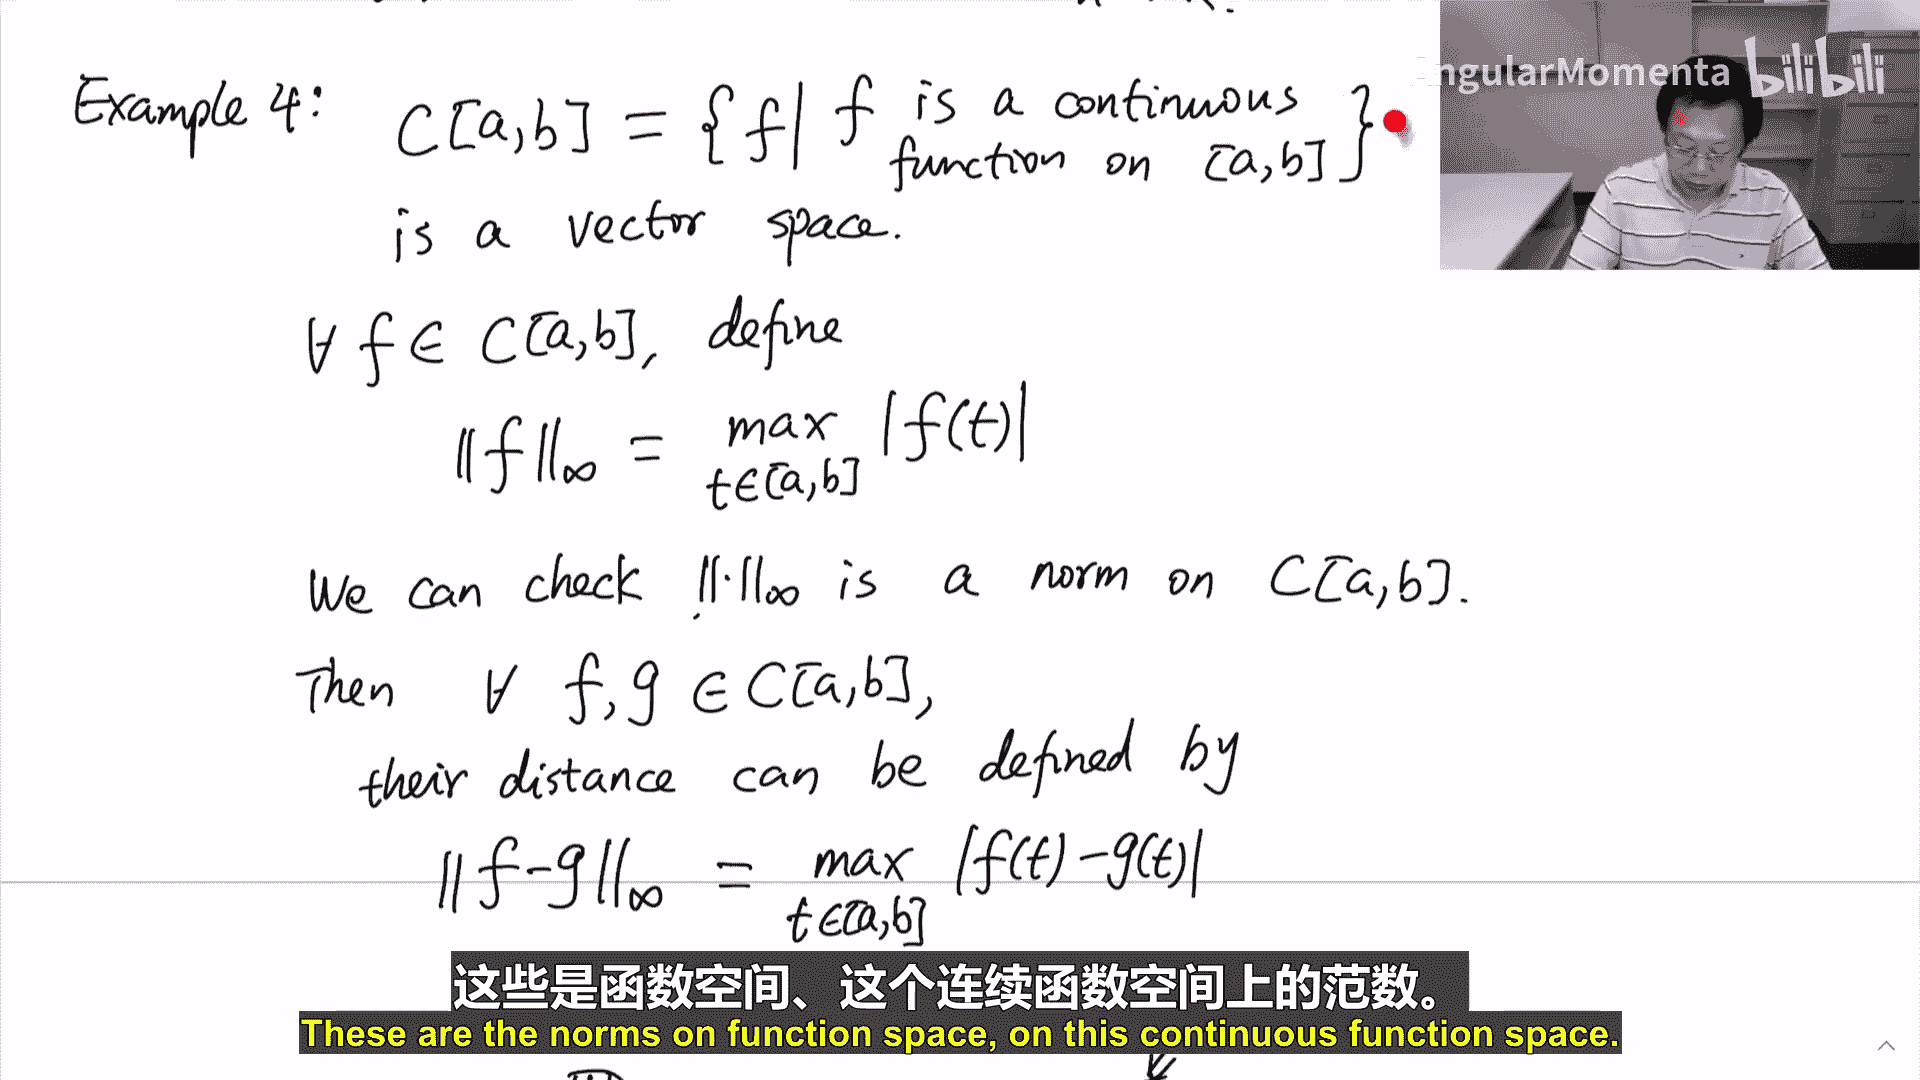 Example 4: C[a,b] = {f | f is a continuous
function on [a,b]}
is a vector space.
∀ f ∈ C[a,b], define
‖f‖∞ = max |f(t)|
t∈[a,b]
We can check ‖·‖∞ is a norm on C[a,b].
Then ∀ f, g ∈ C[a,b],
their distance can be defined by
‖f-g‖∞ = max |f(t)-g(t)|
t∈[a,b]
ngularMomenta bilibili
这些是函数空间、这个连续函数空间上的范数。
These are the norms on function space, on this continuous function space.